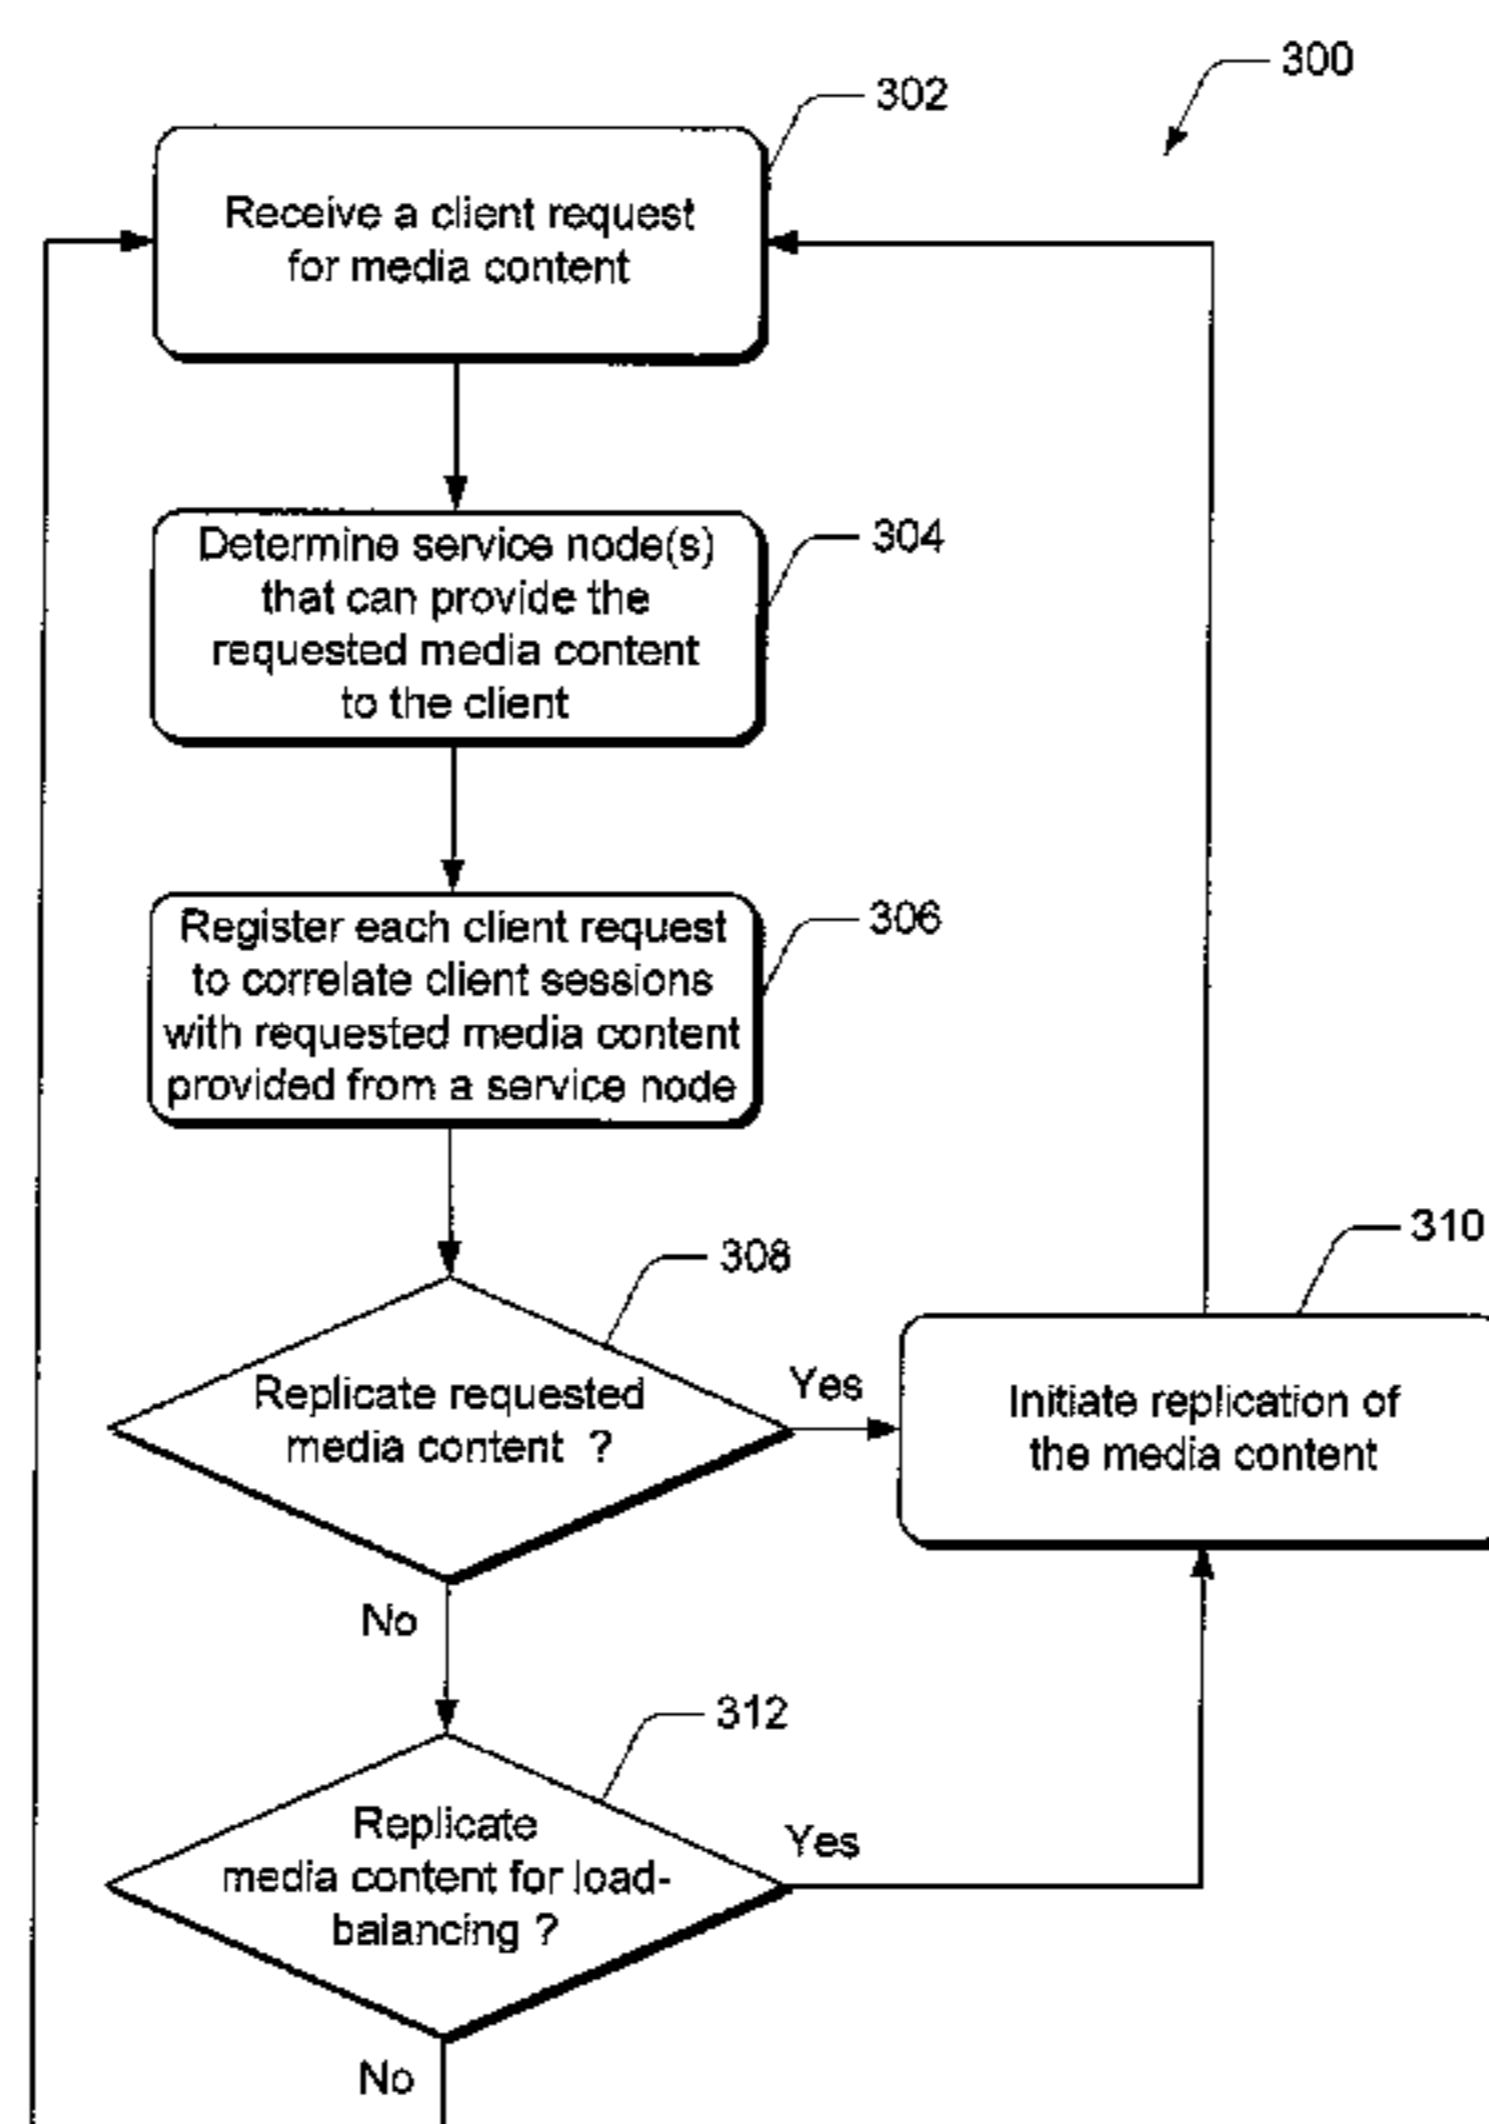 300
302
Receive a client request
for media content
304
Determine service node(s)
that can provide the
requested media content
to the client
306
Register each client request
to correlate client sessions
with requested media content
provided from a service node
308
310
Replicate requested
media content ?
Yes
Initiate replication of
the media content
No
312
Replicate
media content for load-
balancing ?
Yes
No